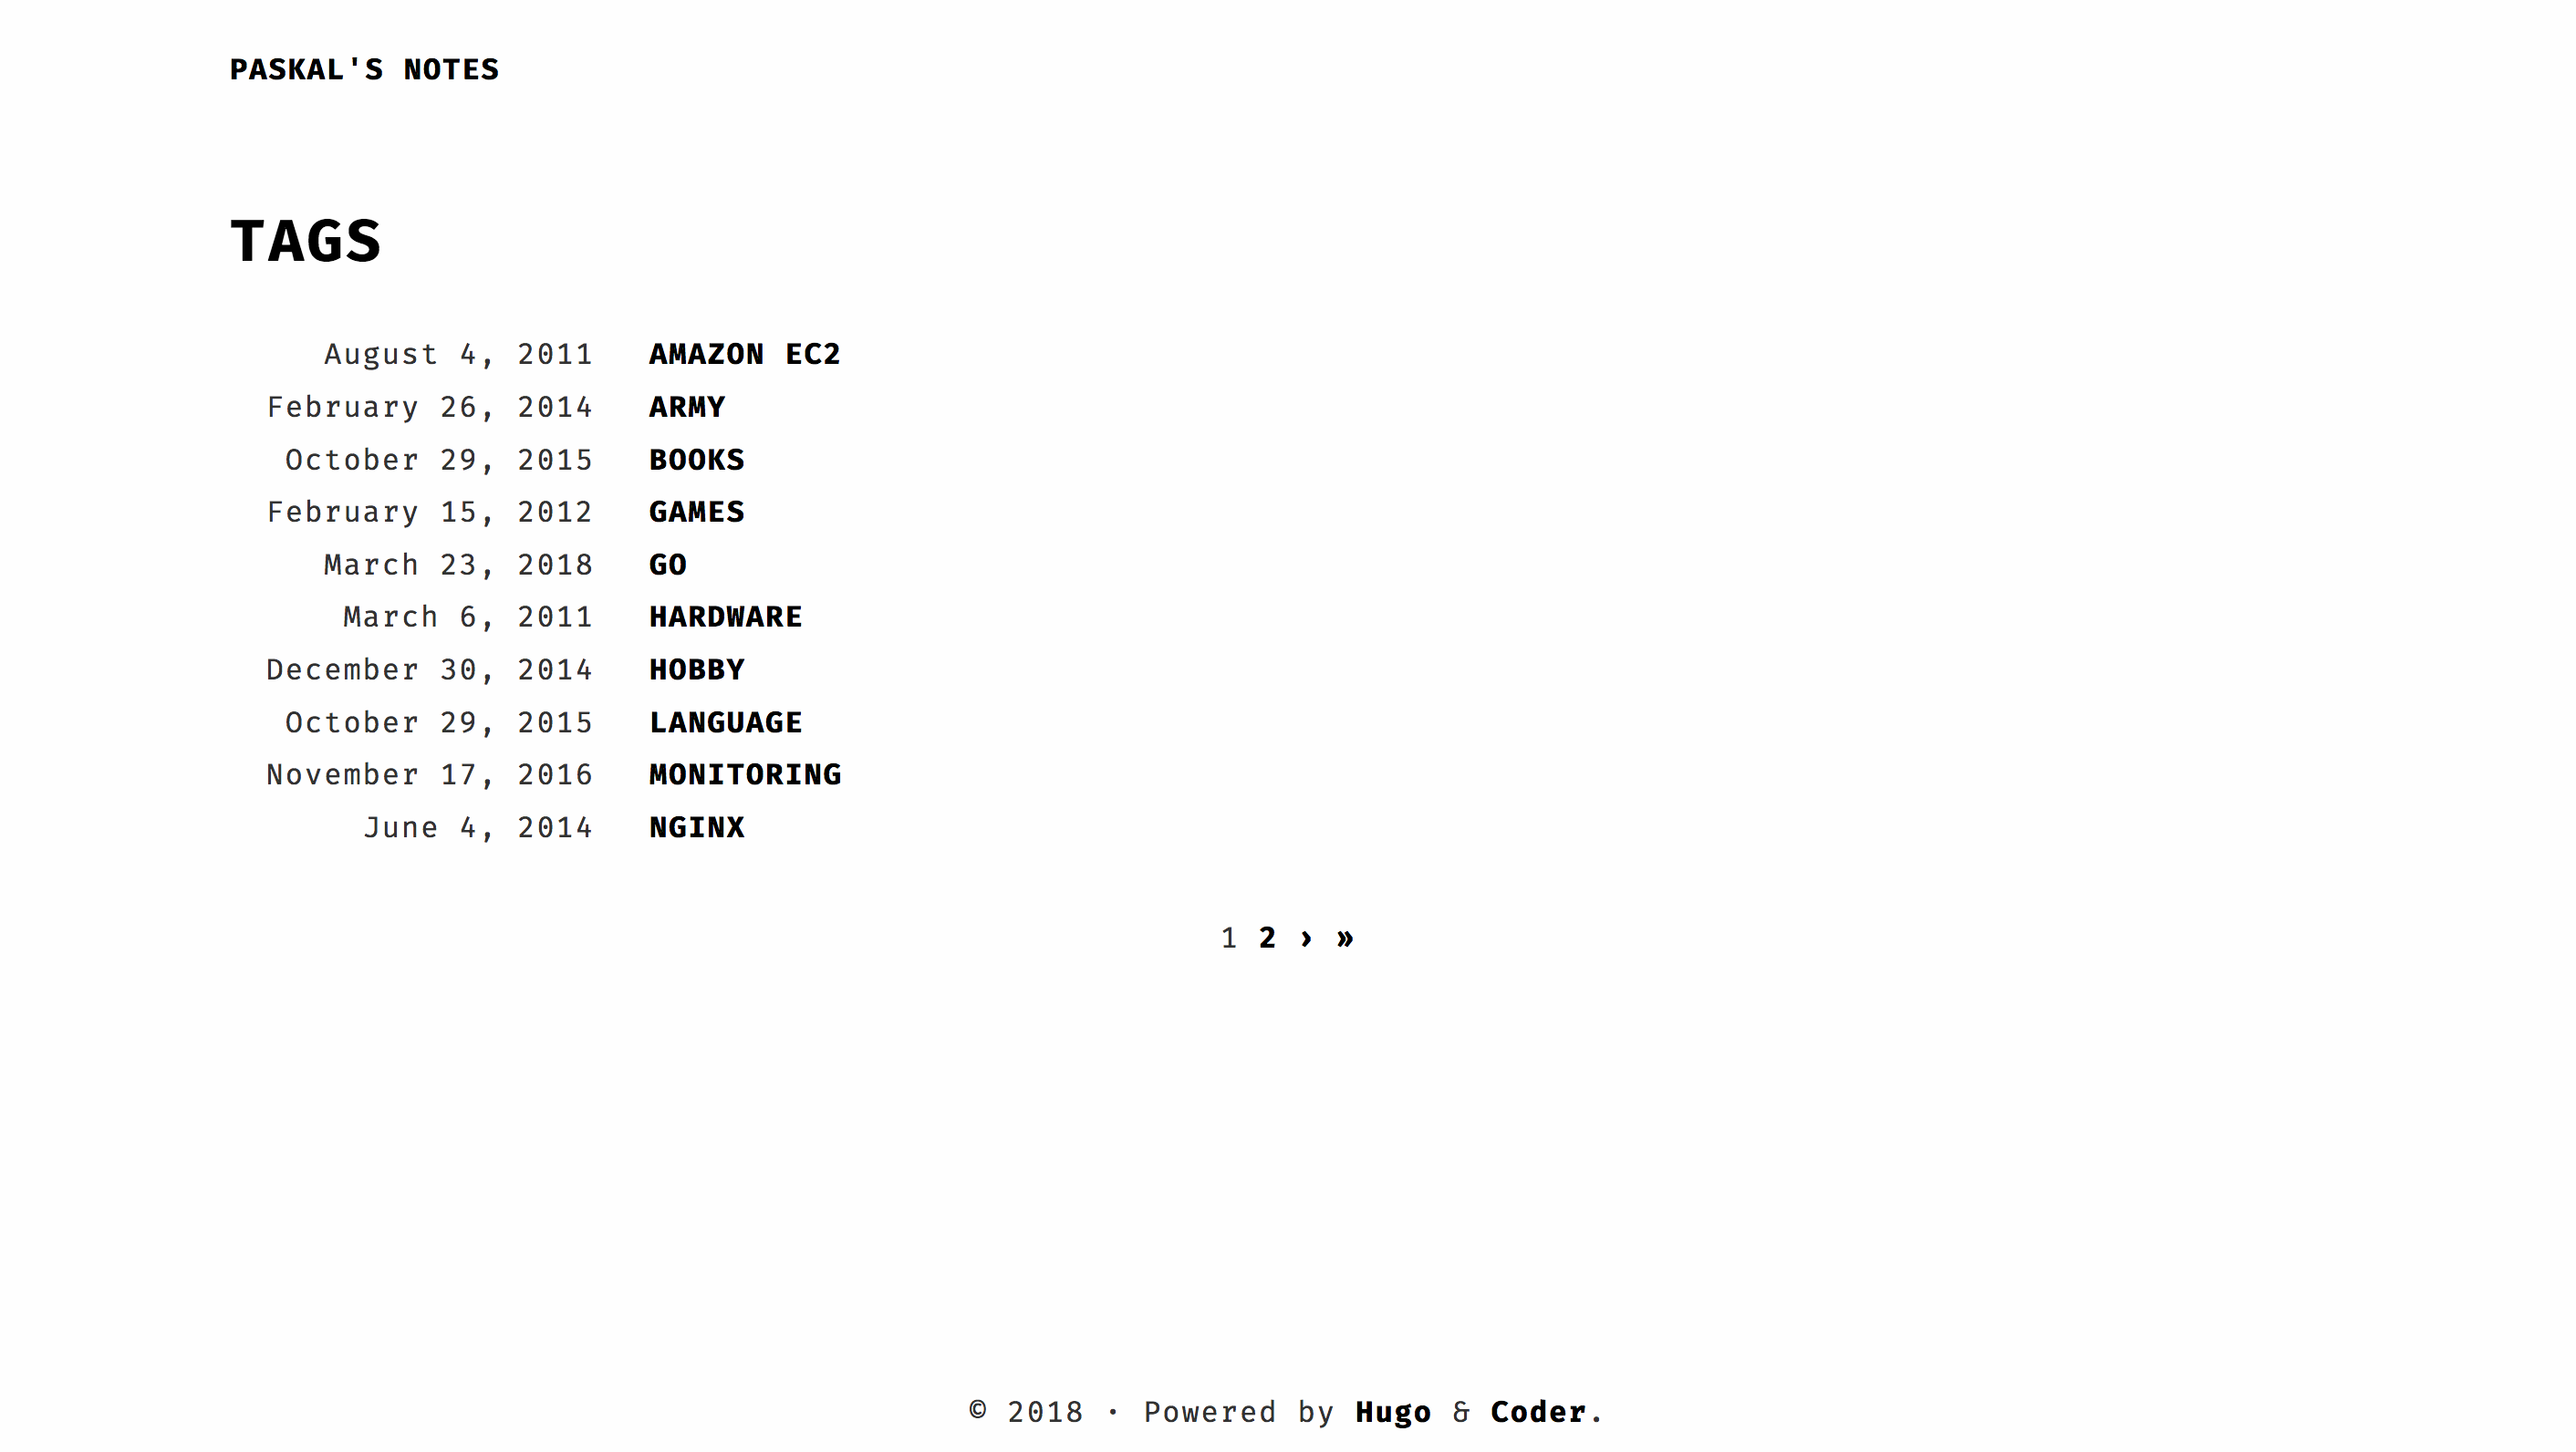 PASKAL'S NOTES
TAGS
August 4, 2011 AMAZON EC2
February 26, 2014 ARMY
October 29, 2015 BOOKS
February 15, 2012 GAMES
March 23, 2018 GO
March 6, 2011 HARDWARE
December 30, 2014 HOBBY
October 29, 2015 LANGUAGE
November 17, 2016 MONITORING
June 4, 2014 NGINX
1 2 › »
© 2018 · Powered by Hugo & Coder.